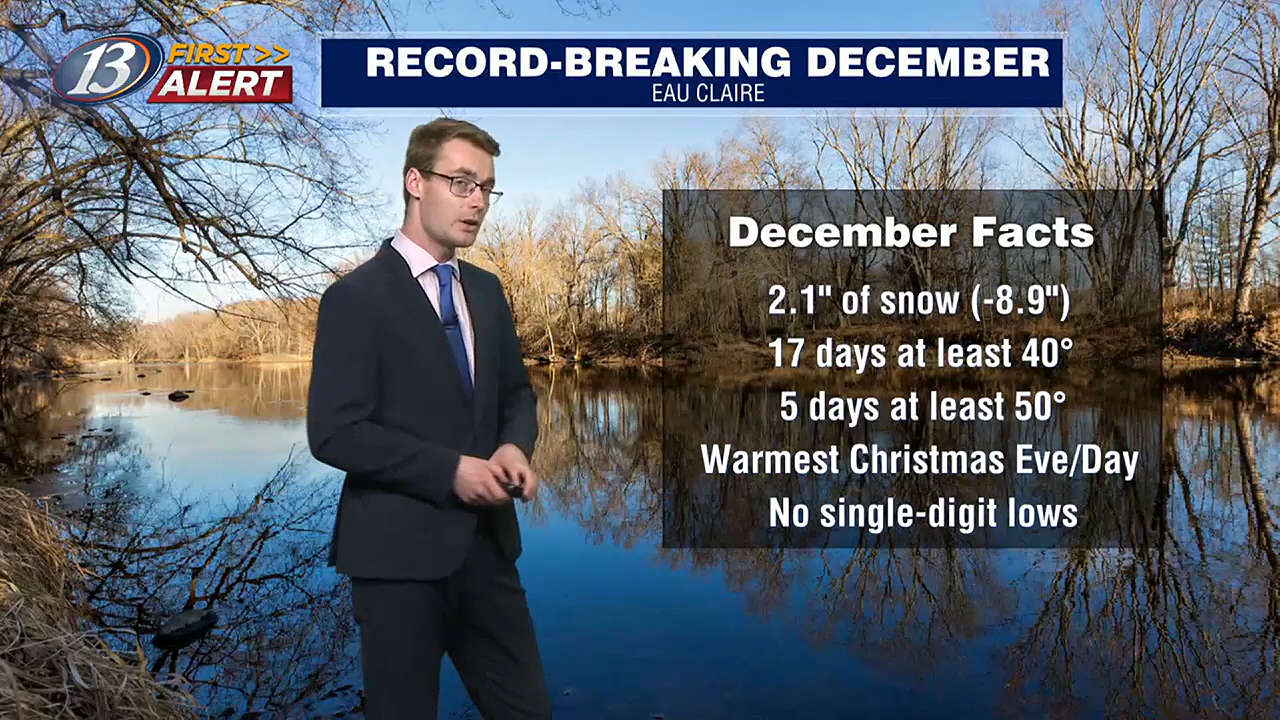 13 FIRST >>
ALERT
RECORD-BREAKING DECEMBER
EAU CLAIRE
December Facts
2.1" of snow (-8.9")
17 days at least 40°
5 days at least 50°
Warmest Christmas Eve/Day
No single-digit lows